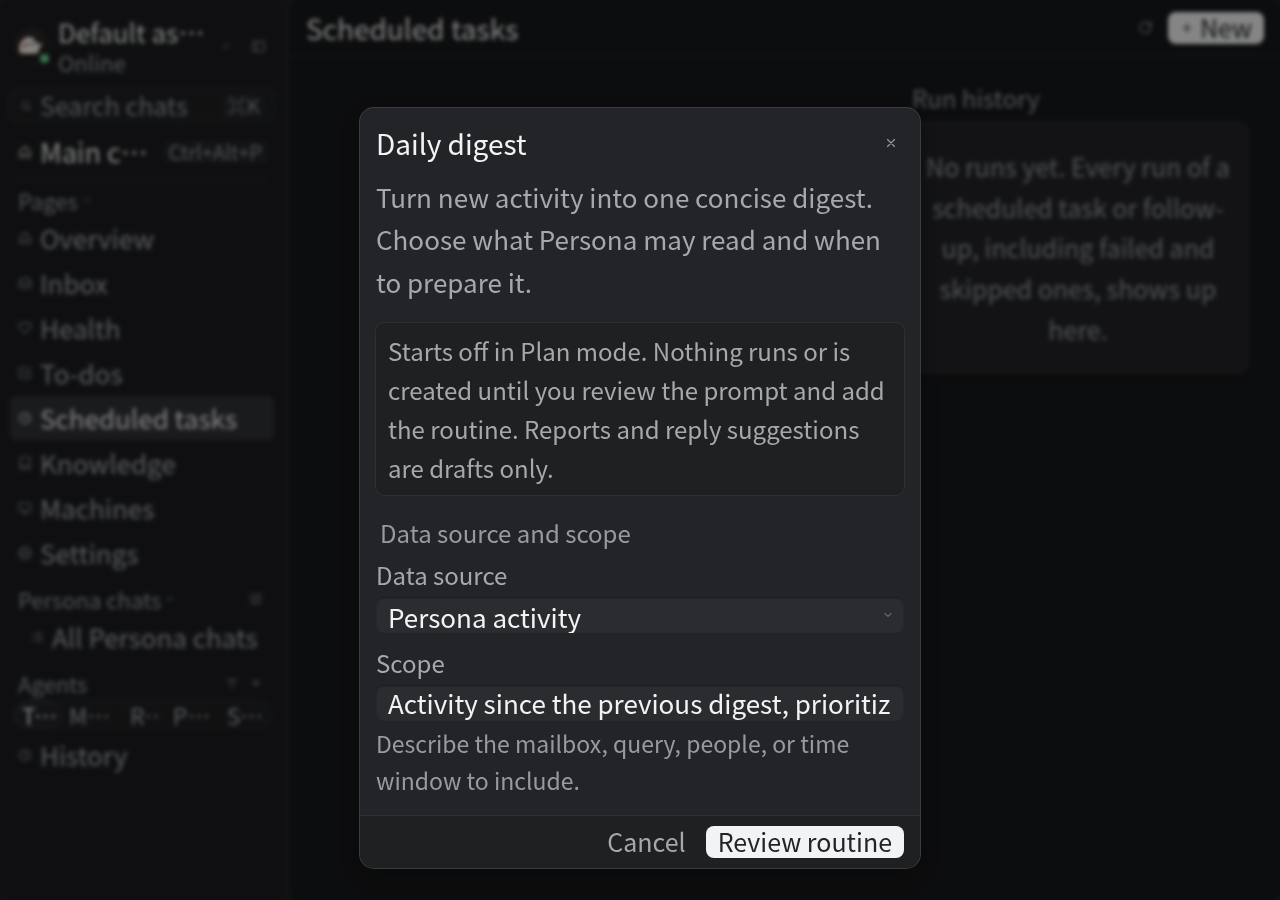 Default as···
Online
Search chats ⌘K
Main c··· Ctrl+Alt+P
Pages
Overview
Inbox
Health
To-dos
Scheduled tasks
Knowledge
Machines
Settings
Persona chats
All Persona chats
Agents
T··· M··· R·· P··· S···
History
Scheduled tasks
+ New
Run history
No runs yet. Every run of a
scheduled task or follow-
up, including failed and
skipped ones, shows up
here.
Daily digest
×
Turn new activity into one concise digest.
Choose what Persona may read and when
to prepare it.
Starts off in Plan mode. Nothing runs or is
created until you review the prompt and add
the routine. Reports and reply suggestions
are drafts only.
Data source and scope
Data source
Persona activity
Scope
Activity since the previous digest, prioritiz
Describe the mailbox, query, people, or time
window to include.
Cancel
Review routine